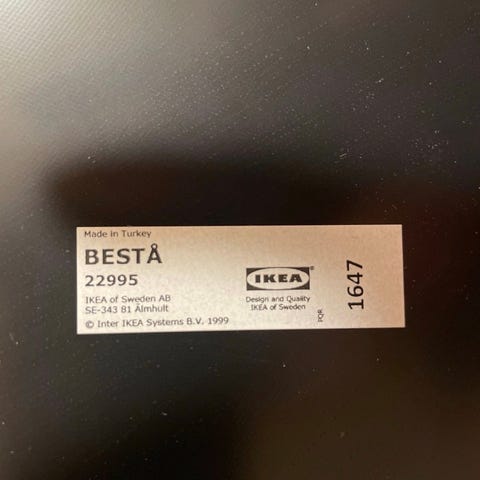 Made in Turkey
BESTÅ
22995
IKEA of Sweden AB
SE-343 81 Älmhult
© Inter IKEA Systems B.V. 1999
IKEA®
Design and Quality
IKEA of Sweden
PQR
1647